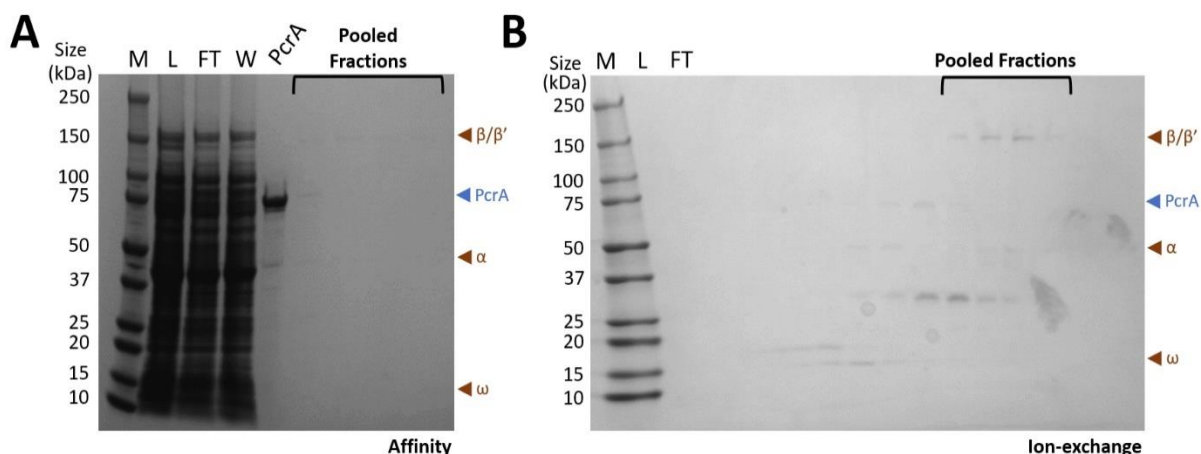 A
Size
(kDa)
M L FT W PcrA
Pooled
Fractions
250
150
100
75
50
37
25
20
15
10
β/β'
PcrA
α
ω
Affinity
B
Size
(kDa)
M L FT
Pooled Fractions
250
150
100
75
50
37
25
20
15
10
β/β'
PcrA
α
ω
Ion-exchange